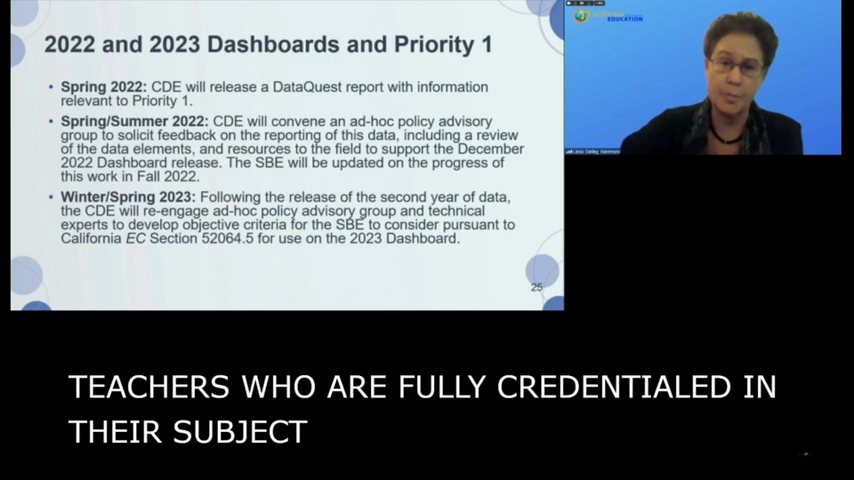 2022 and 2023 Dashboards and Priority 1
• Spring 2022: CDE will release a DataQuest report with information
relevant to Priority 1.
• Spring/Summer 2022: CDE will convene an ad-hoc policy advisory
group to solicit feedback on the reporting of this data, including a review
of the data elements, and resources to the field to support the December
2022 Dashboard release. The SBE will be updated on the progress of
this work in Fall 2022.
• Winter/Spring 2023: Following the release of the second year of data,
the CDE will re-engage ad-hoc policy advisory group and technical
experts to develop objective criteria for the SBE to consider pursuant to
California EC Section 52064.5 for use on the 2023 Dashboard.
25
EDUCATION
Linda Darling-Hammond
TEACHERS WHO ARE FULLY CREDENTIALED IN
THEIR SUBJECT